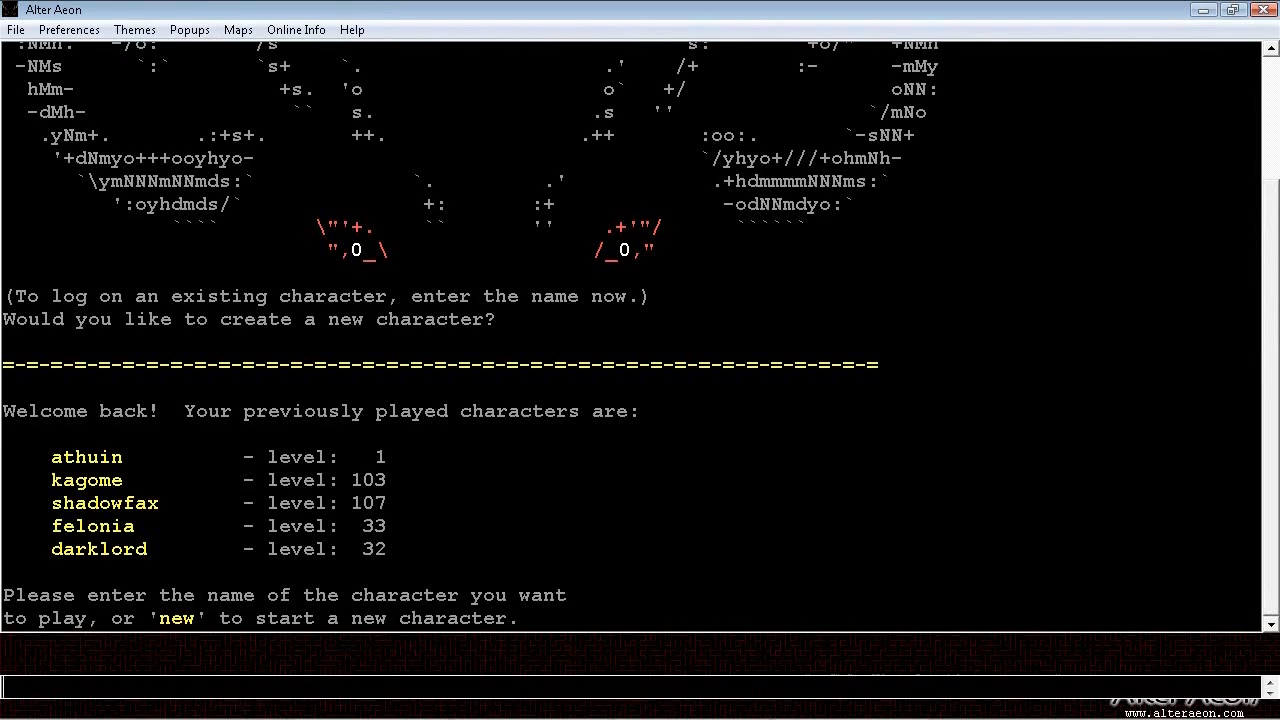 Alter Aeon
File Preferences Themes Popups Maps Online Info Help
(To log on an existing character, enter the name now.)
Would you like to create a new character?
=-=-=-=-=-=-=-=-=-=-=-=-=-=-=-=-=-=-=-=-=-=-=-=-=-=-=-=-=-=-=-=-=-=-=-=-=
Welcome back!  Your previously played characters are:
athuin - level: 1
kagome - level: 103
shadowfax - level: 107
felonia - level: 33
darklord - level: 32
Please enter the name of the character you want
to play, or 'new' to start a new character.
Alter Aeon
www.alteraeon.com